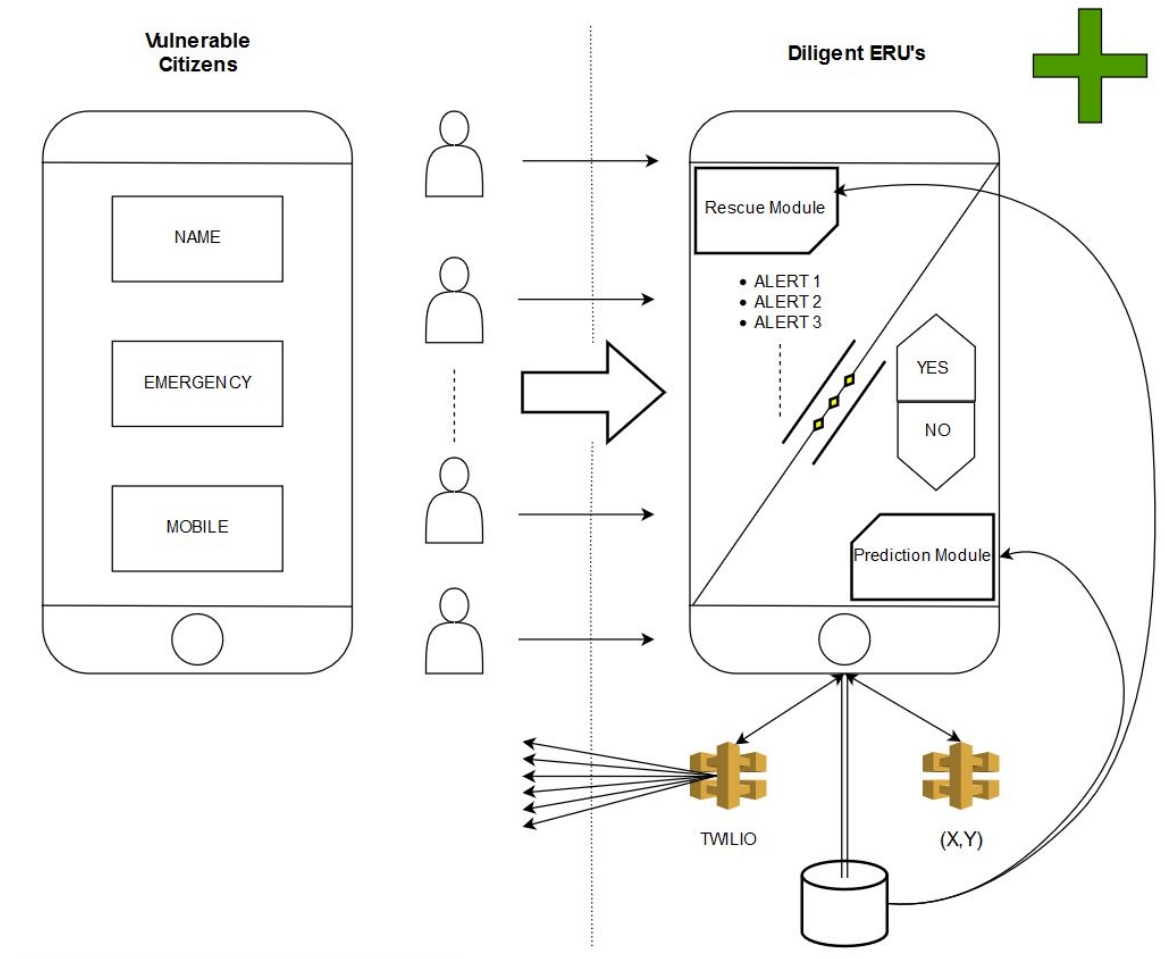 Vulnerable
Citizens
Diligent ERU's
NAME
EMERGENCY
MOBILE
Rescue Module
• ALERT 1
• ALERT 2
• ALERT 3
YES
NO
Prediction Module
TWILIO
(X,Y)